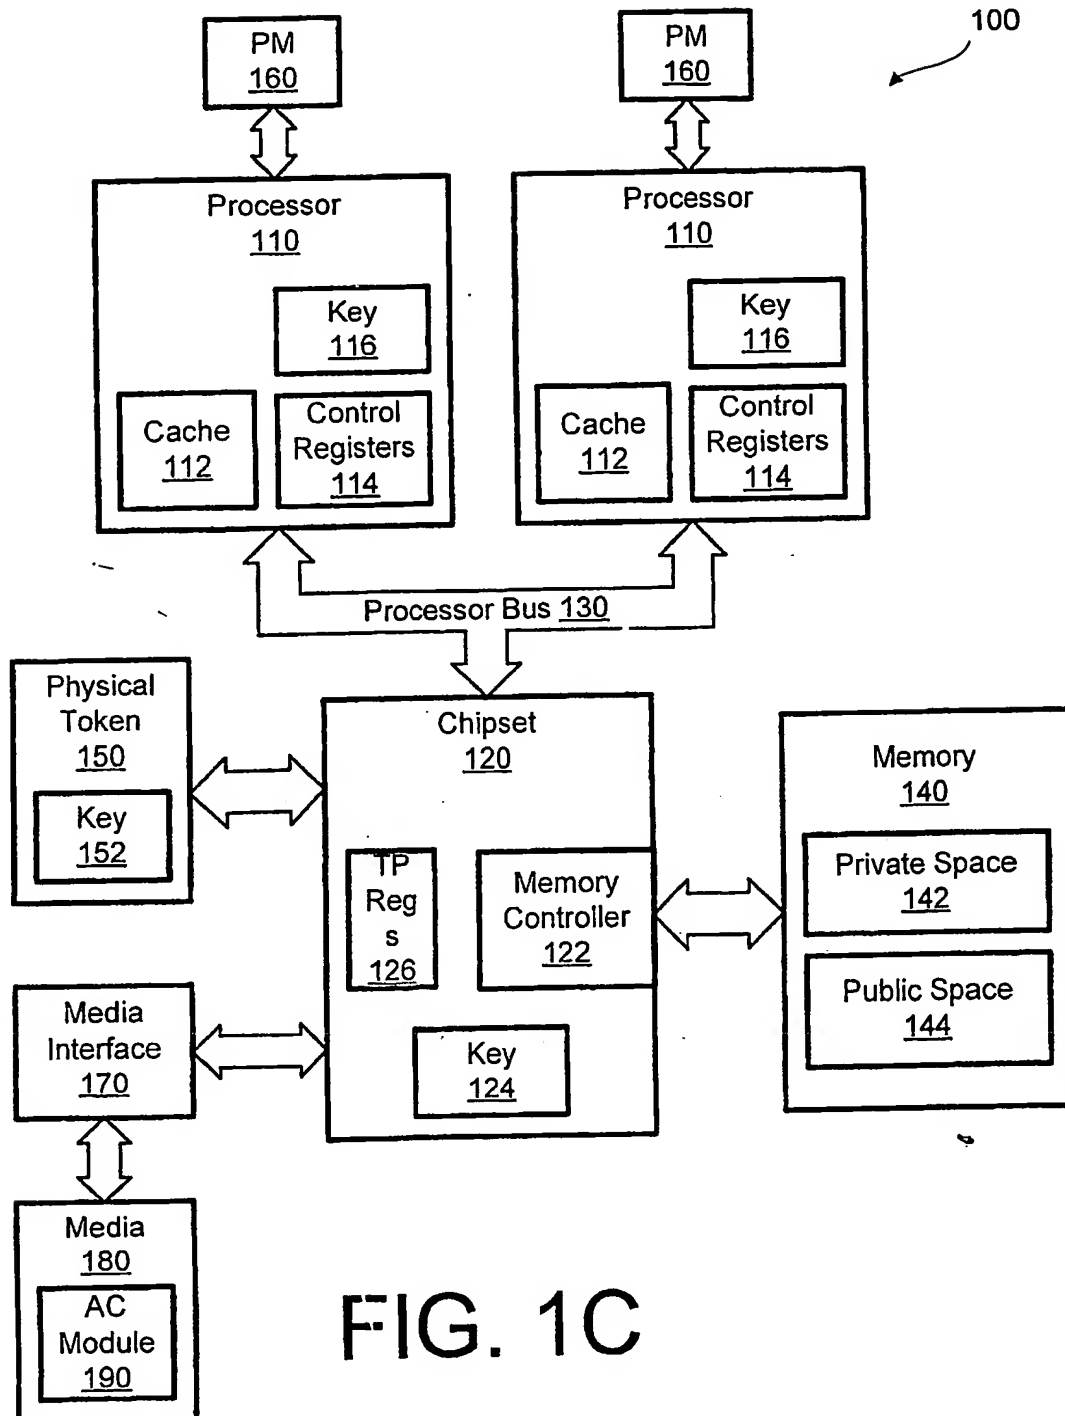 100
PM
160
PM
160
Processor
110
Key
116
Cache
112
Control
Registers
114
Processor
110
Key
116
Cache
112
Control
Registers
114
Processor Bus 130
Physical
Token
150
Key
152
Chipset
120
TP
Reg
s
126
Memory
Controller
122
Key
124
Memory
140
Private Space
142
Public Space
144
Media
Interface
170
Media
180
AC
Module
190
FIG. 1C